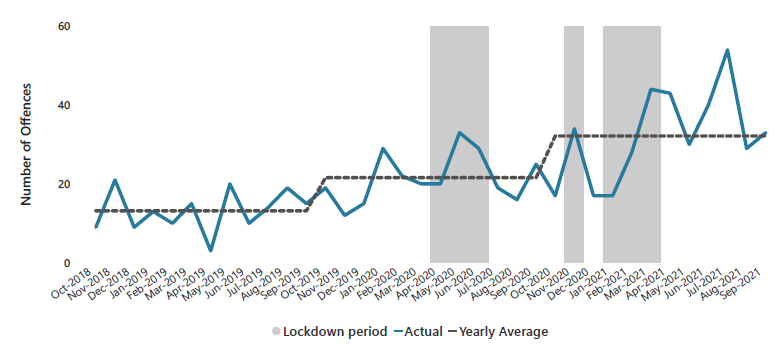 60
40
20
0
Number of Offences
Oct-2018
Nov-2018
Dec-2018
Jan-2019
Feb-2019
Mar-2019
Apr-2019
May-2019
Jun-2019
Jul-2019
Aug-2019
Sep-2019
Oct-2019
Nov-2019
Dec-2019
Jan-2020
Feb-2020
Mar-2020
Apr-2020
May-2020
Jun-2020
Jul-2020
Aug-2020
Sep-2020
Oct-2020
Nov-2020
Dec-2020
Jan-2021
Feb-2021
Mar-2021
Apr-2021
May-2021
Jun-2021
Jul-2021
Aug-2021
Sep-2021
Lockdown period Actual Yearly Average